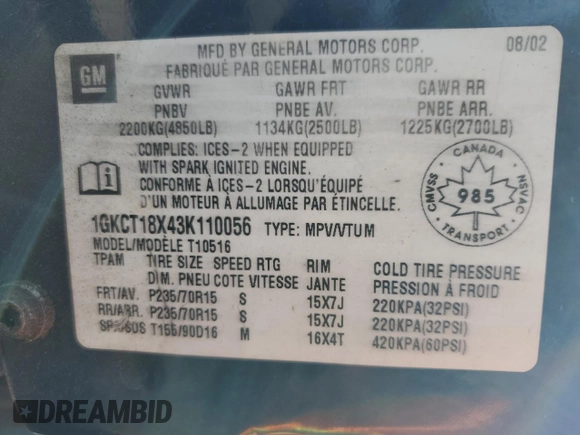 MFD BY GENERAL MOTORS CORP. 08/02
FABRIQUÉ PAR GENERAL MOTORS CORP.
GM
GVWR GAWR FRT GAWR RR
PNBV PNBE AV. PNBE ARR.
2200KG(4850LB) 1134KG(2500LB) 1225KG(2700LB)
COMPLIES: ICES-2 WHEN EQUIPPED
WITH SPARK IGNITED ENGINE.
CONFORME À ICES-2 LORSQU'ÉQUIPÉ
D'UN MOTEUR À ALLUMAGE PAR ÉTINCELLE.
CANADA
CMVSS 985 NSVAC
TRANSPORT
1GKCT18X43K110056 TYPE: MPV/VTUM
MODEL/MODÈLE T10516
TPAM TIRE SIZE SPEED RTG RIM COLD TIRE PRESSURE
DIM. PNEU COTE VITESSE JANTE PRESSION À FROID
FRT/AV. P235/70R15 S 15X7J 220KPA(32PSI)
RR/ARR. P235/70R15 S 15X7J 220KPA(32PSI)
T155/90D16 M 16X4T 420KPA(60PSI)
DREAMBID